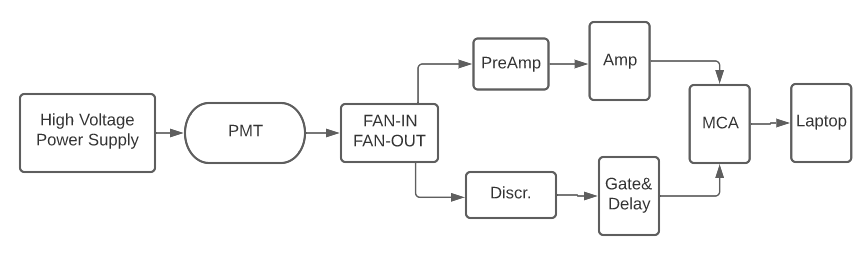 High Voltage
Power Supply
PMT
FAN-IN
FAN-OUT
PreAmp
Amp
Discr.
Gate&
Delay
MCA
Laptop